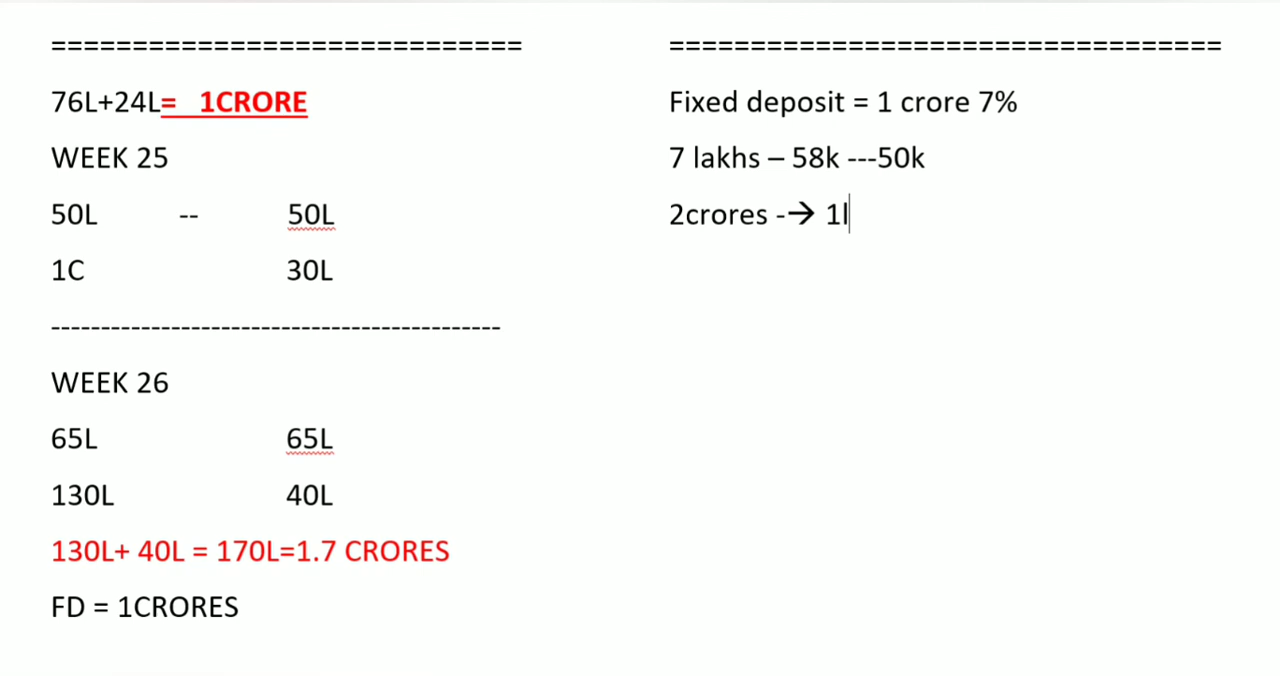 =============================
76L+24L=   1CRORE
WEEK 25
50L          --          50L
1C                         30L
---------------------------------------------
WEEK 26
65L                       65L
130L                     40L
130L+ 40L = 170L=1.7 CRORES
FD = 1CRORES
==================================
Fixed deposit = 1 crore 7%
7 lakhs – 58k ---50k
2crores -→ 1l